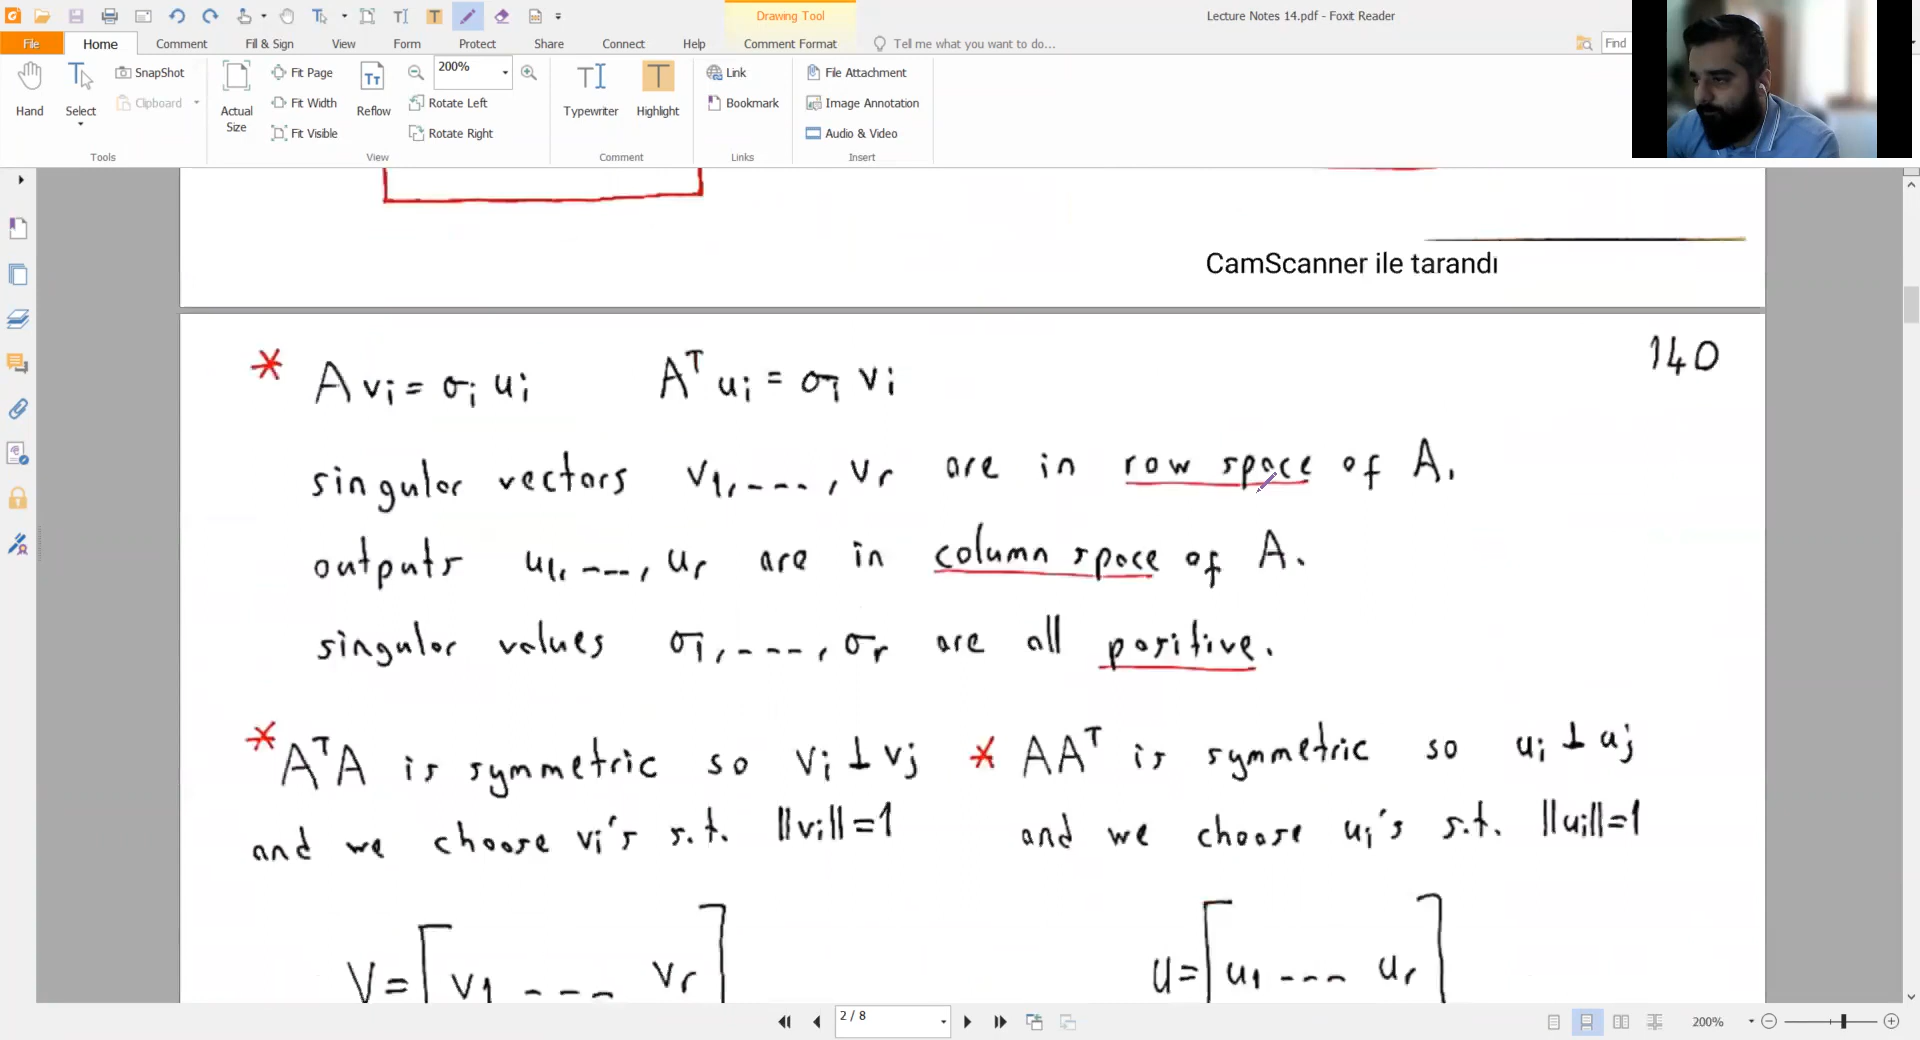 Drawing Tool
Lecture Notes 14.pdf - Foxit Reader
File Home Comment Fill & Sign View Form Protect Share Connect Help Comment Format Tell me what you want to do... Find
Hand
Select
SnapShot
Clipboard
Tools
Actual Size
Fit Page
Fit Width
Fit Visible
Reflow
200%
Rotate Left
Rotate Right
View
Typewriter
Highlight
Comment
Link
Bookmark
Links
File Attachment
Image Annotation
Audio & Video
Insert
CamScanner ile tarandı
140
* A vi = σi ui    Aᵀ ui = σi vi
singular vectors v1, ---, vr are in row space of A.
outputs u1, ---, ur are in column space of A.
singular values σ1, ---, σr are all positive.
* AᵀA is symmetric so vi ⊥ vj
and we choose vi's s.t. ||vi||=1
* AAᵀ is symmetric so ui ⊥ uj
and we choose ui's s.t. ||ui||=1
V = [v1 --- vr]
U = [u1 --- ur]
2 / 8
200%